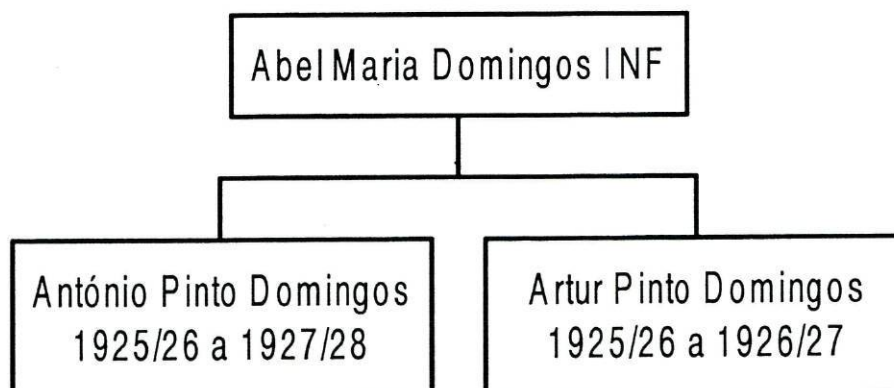 Abel Maria Domingos INF
António Pinto Domingos
1925/26 a 1927/28
Artur Pinto Domingos
1925/26 a 1926/27